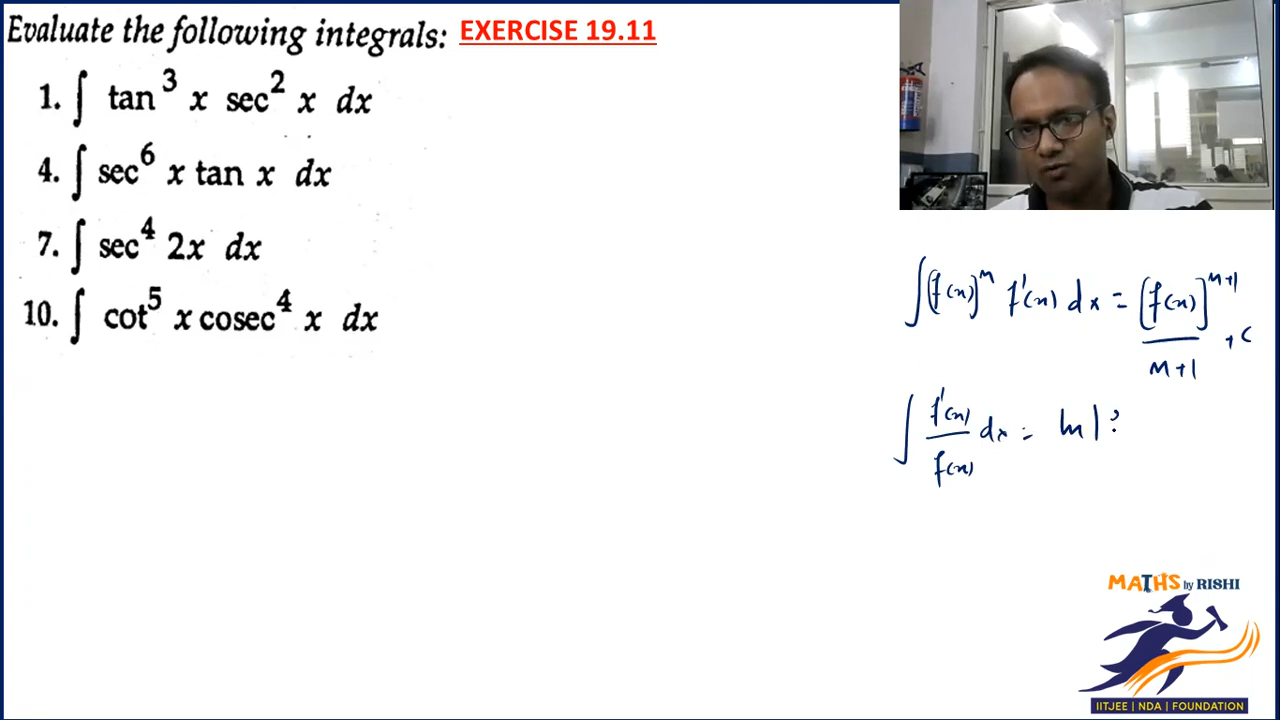 Evaluate the following integrals: EXERCISE 19.11
1. ∫ tan³ x sec² x dx
4. ∫ sec⁶ x tan x dx
7. ∫ sec⁴ 2x dx
10. ∫ cot⁵ x cosec⁴ x dx
∫ (f(x))ⁿ f'(x) dx = [f(x)]ⁿ⁺¹ / n+1 + C
∫ f'(x) / f(x) dx = ln |
MATHS by RISHI
IITJEE | NDA | FOUNDATION